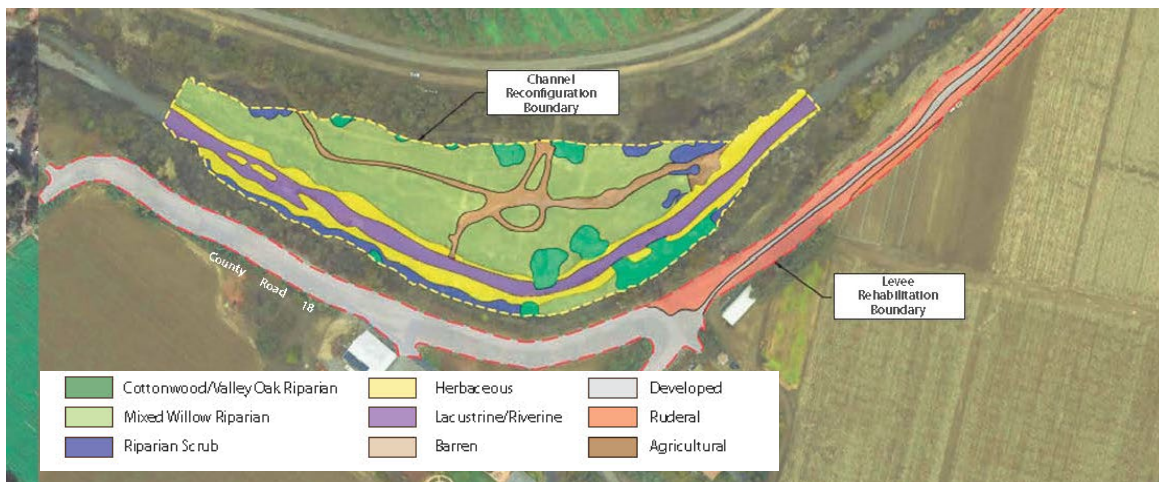 Channel
Reconfiguration
Boundary
County Road 18
Levee
Rehabilitation
Boundary
Cottonwood/Valley Oak Riparian
Mixed Willow Riparian
Riparian Scrub
Herbaceous
Lacustrine/Riverine
Barren
Developed
Ruderal
Agricultural